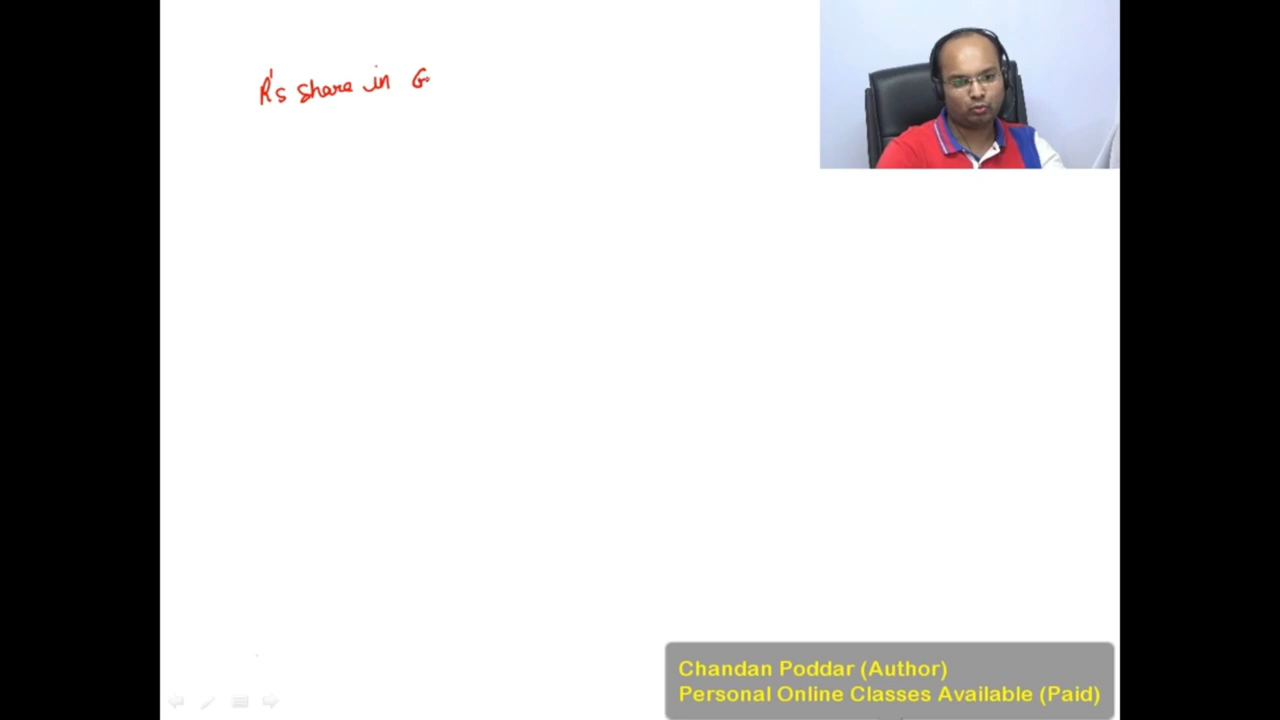 R's share in G
Chandan Poddar (Author)
Personal Online Classes Available (Paid)